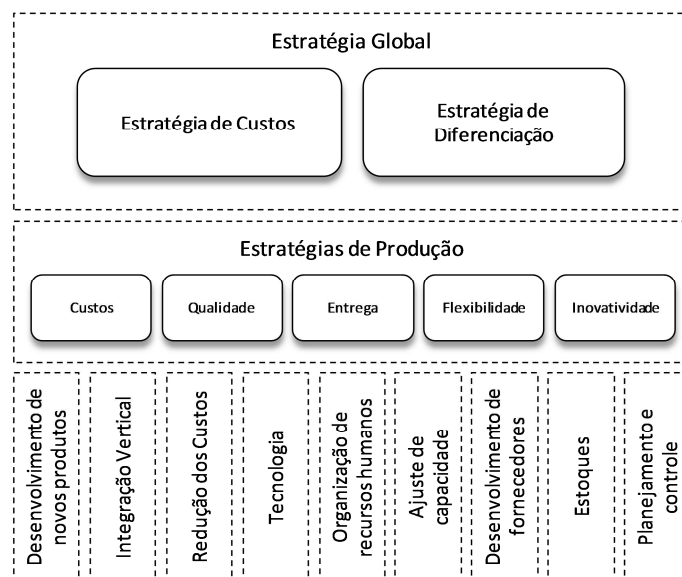 Estratégia Global
Estratégia de Custos
Estratégia de
Diferenciação
Estratégias de Produção
Custos
Qualidade
Entrega
Flexibilidade
Inovatividade
Desenvolvimento de
novos produtos
Integração Vertical
Redução dos Custos
Tecnologia
Organização de
recursos humanos
Ajuste de
capacidade
Desenvolvimento de
fornecedores
Estoques
Planejamento e
controle